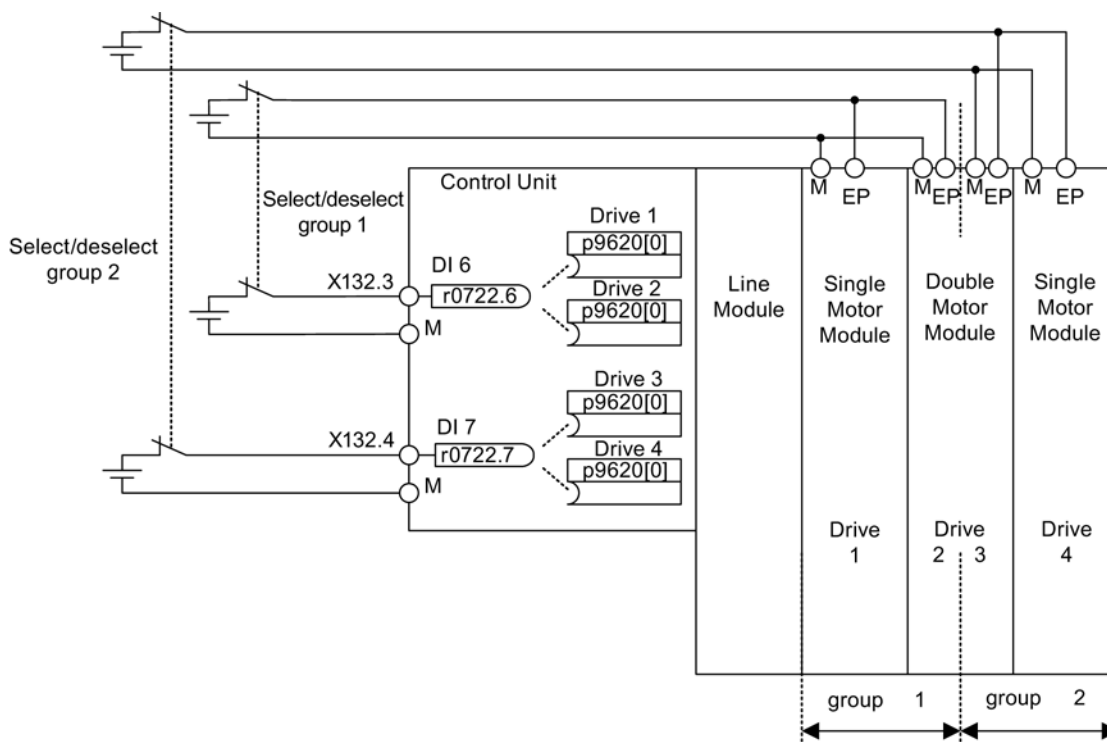 M
EP
M
EP
M
EP
M
EP
Control Unit
Select/deselect
group 1
Select/deselect
group 2
Drive 1
p9620[0]
DI 6
X132.3
r0722.6
Drive 2
p9620[0]
M
Line
Module
Single
Motor
Module
Double
Motor
Module
Single
Motor
Module
Drive 3
p9620[0]
DI 7
X132.4
r0722.7
Drive 4
p9620[0]
M
Drive
1
Drive
2 3
Drive
4
group 1
group 2